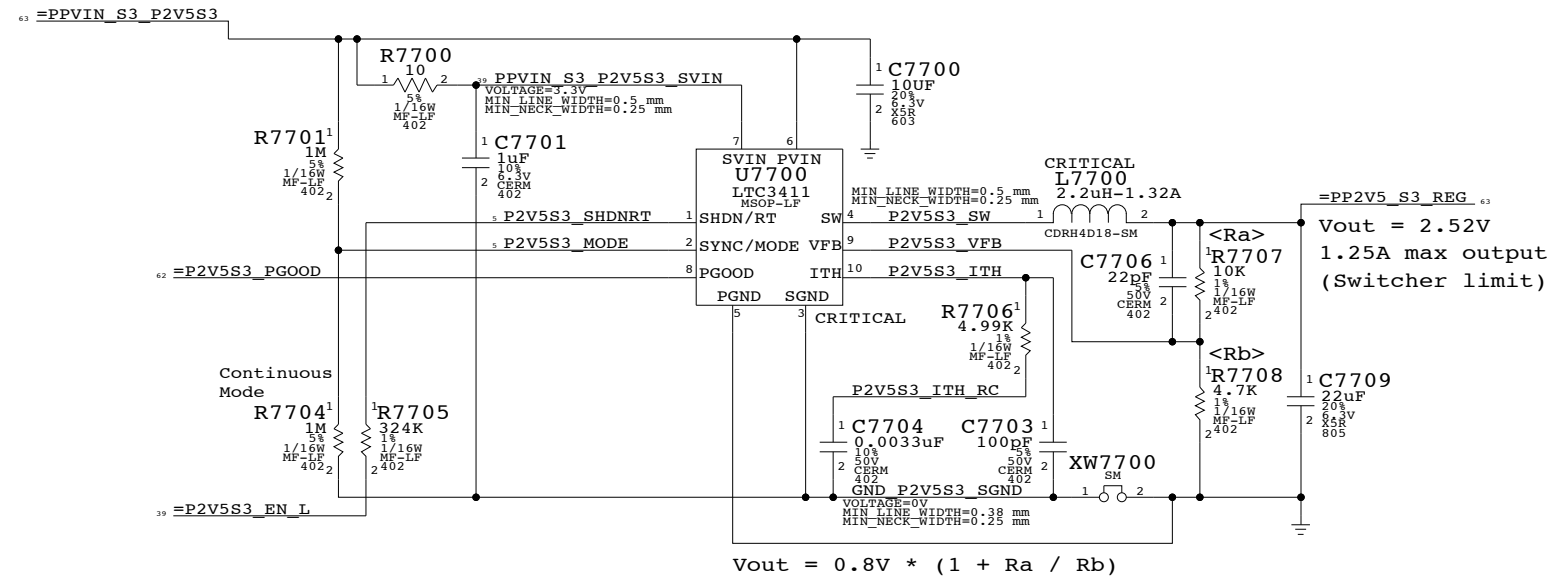 63 =PPVIN_S3_P2V5S3
R7700
10
1 2
5%
1/16W
MF-LF
402
39 PPVIN_S3_P2V5S3_SVIN
VOLTAGE=3.3V
MIN_LINE_WIDTH=0.5 mm
MIN_NECK_WIDTH=0.25 mm
1 C7700
10UF
20%
6.3V
2 X5R
603
R7701 1
1M
5%
1/16W
MF-LF
402 2
1 C7701
1uF
10%
6.3V
2 CERM
402
7 6
SVIN PVIN
U7700
LTC3411
MSOP-LF
CRITICAL
L7700
2.2uH-1.32A
1 2
CDRH4D18-SM
MIN_LINE_WIDTH=0.5 mm
MIN_NECK_WIDTH=0.25 mm
=PP2V5_S3_REG 63
5 P2V5S3_SHDNRT 1 SHDN/RT
SW 4 P2V5S3_SW
5 P2V5S3_MODE 2 SYNC/MODE
VFB 9 P2V5S3_VFB
62 =P2V5S3_PGOOD 8 PGOOD
ITH 10 P2V5S3_ITH
PGND SGND
5 3
CRITICAL
Vout = 2.52V
1.25A max output
(Switcher limit)
<Ra>
1 R7707
10K
1%
1/16W
MF-LF
2 402
C7706 1
22pF
5%
50V
CERM 2
402
R7706 1
4.99K
1%
1/16W
MF-LF
402 2
<Rb>
1 R7708
4.7K
1%
1/16W
MF-LF
2 402
1 C7709
22uF
20%
6.3V
2 X5R
805
Continuous
Mode
R7704 1
1M
5%
1/16W
MF-LF
402 2
1 R7705
324K
1%
1/16W
MF-LF
2 402
P2V5S3_ITH_RC
1 C7704
0.0033uF
10%
50V
2 CERM
402
C7703 1
100pF
5%
50V
CERM 2
402
XW7700
SM
1 2
GND_P2V5S3_SGND
VOLTAGE=0V
MIN_LINE_WIDTH=0.38 mm
MIN_NECK_WIDTH=0.25 mm
39 =P2V5S3_EN_L
Vout = 0.8V * (1 + Ra / Rb)